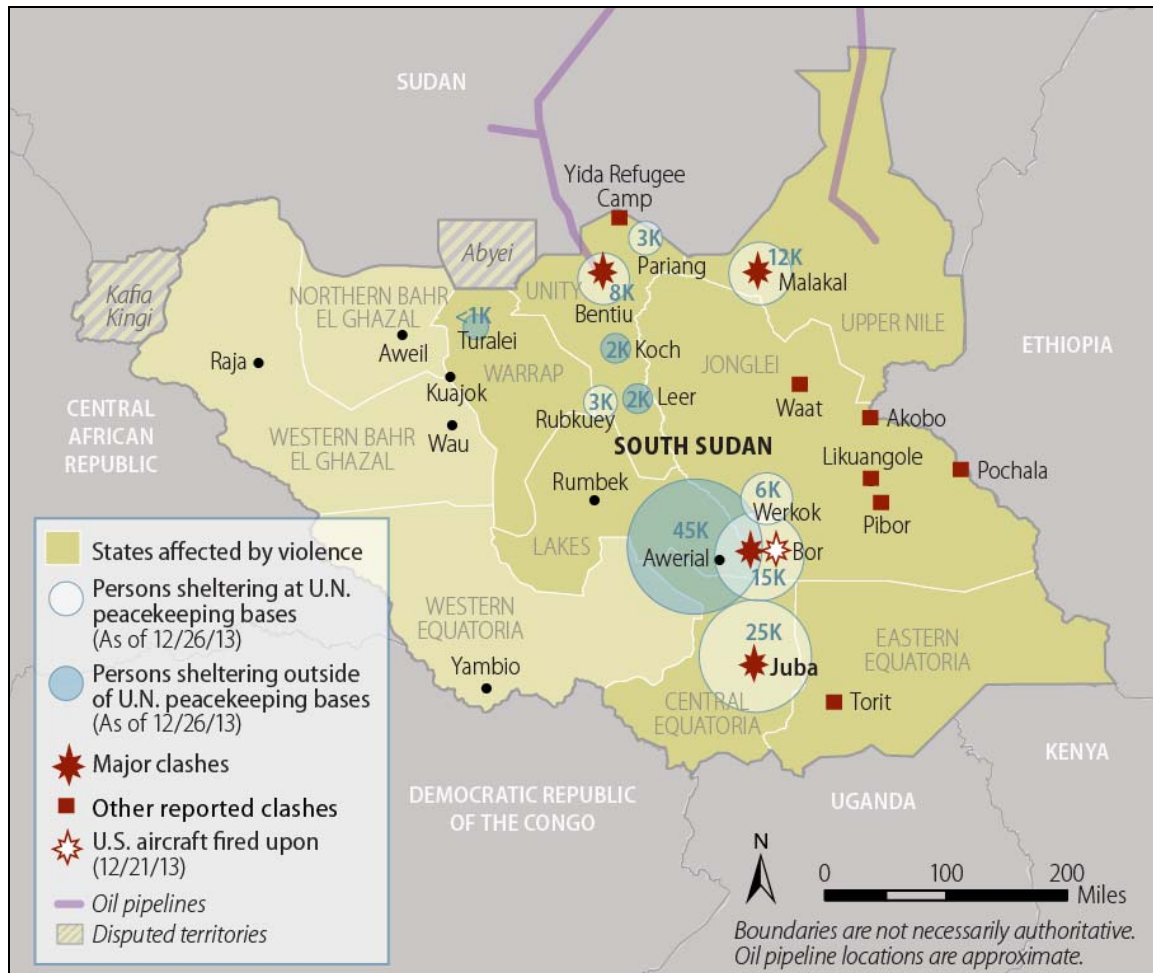 SUDAN
Yida Refugee
Camp
3K
Pariang
12K
Malakal
Abyei
Kafia
Kingi
NORTHERN BAHR
EL GHAZAL
UNITY
8K
Bentiu
UPPER NILE
<1K
Turalei
Aweil
Raja
2K Koch
JONGLEI
ETHIOPIA
WARRAP
Kuajok
Waat
CENTRAL
AFRICAN
REPUBLIC
3K
Rubkuey
2K Leer
Akobo
Wau
WESTERN BAHR
EL GHAZAL
SOUTH SUDAN
Likuangole
Pochala
Rumbek
6K
Werkok
Pibor
45K
LAKES
Awerial
Bor
15K
WESTERN
EQUATORIA
25K
Juba
EASTERN
EQUATORIA
Yambio
CENTRAL
EQUATORIA
Torit
KENYA
DEMOCRATIC REPUBLIC
OF THE CONGO
UGANDA
States affected by violence
Persons sheltering at U.N.
peacekeeping bases
(As of 12/26/13)
Persons sheltering outside
of U.N. peacekeeping bases
(As of 12/26/13)
Major clashes
Other reported clashes
U.S. aircraft fired upon
(12/21/13)
Oil pipelines
Disputed territories
N
0 100 200
Miles
Boundaries are not necessarily authoritative.
Oil pipeline locations are approximate.